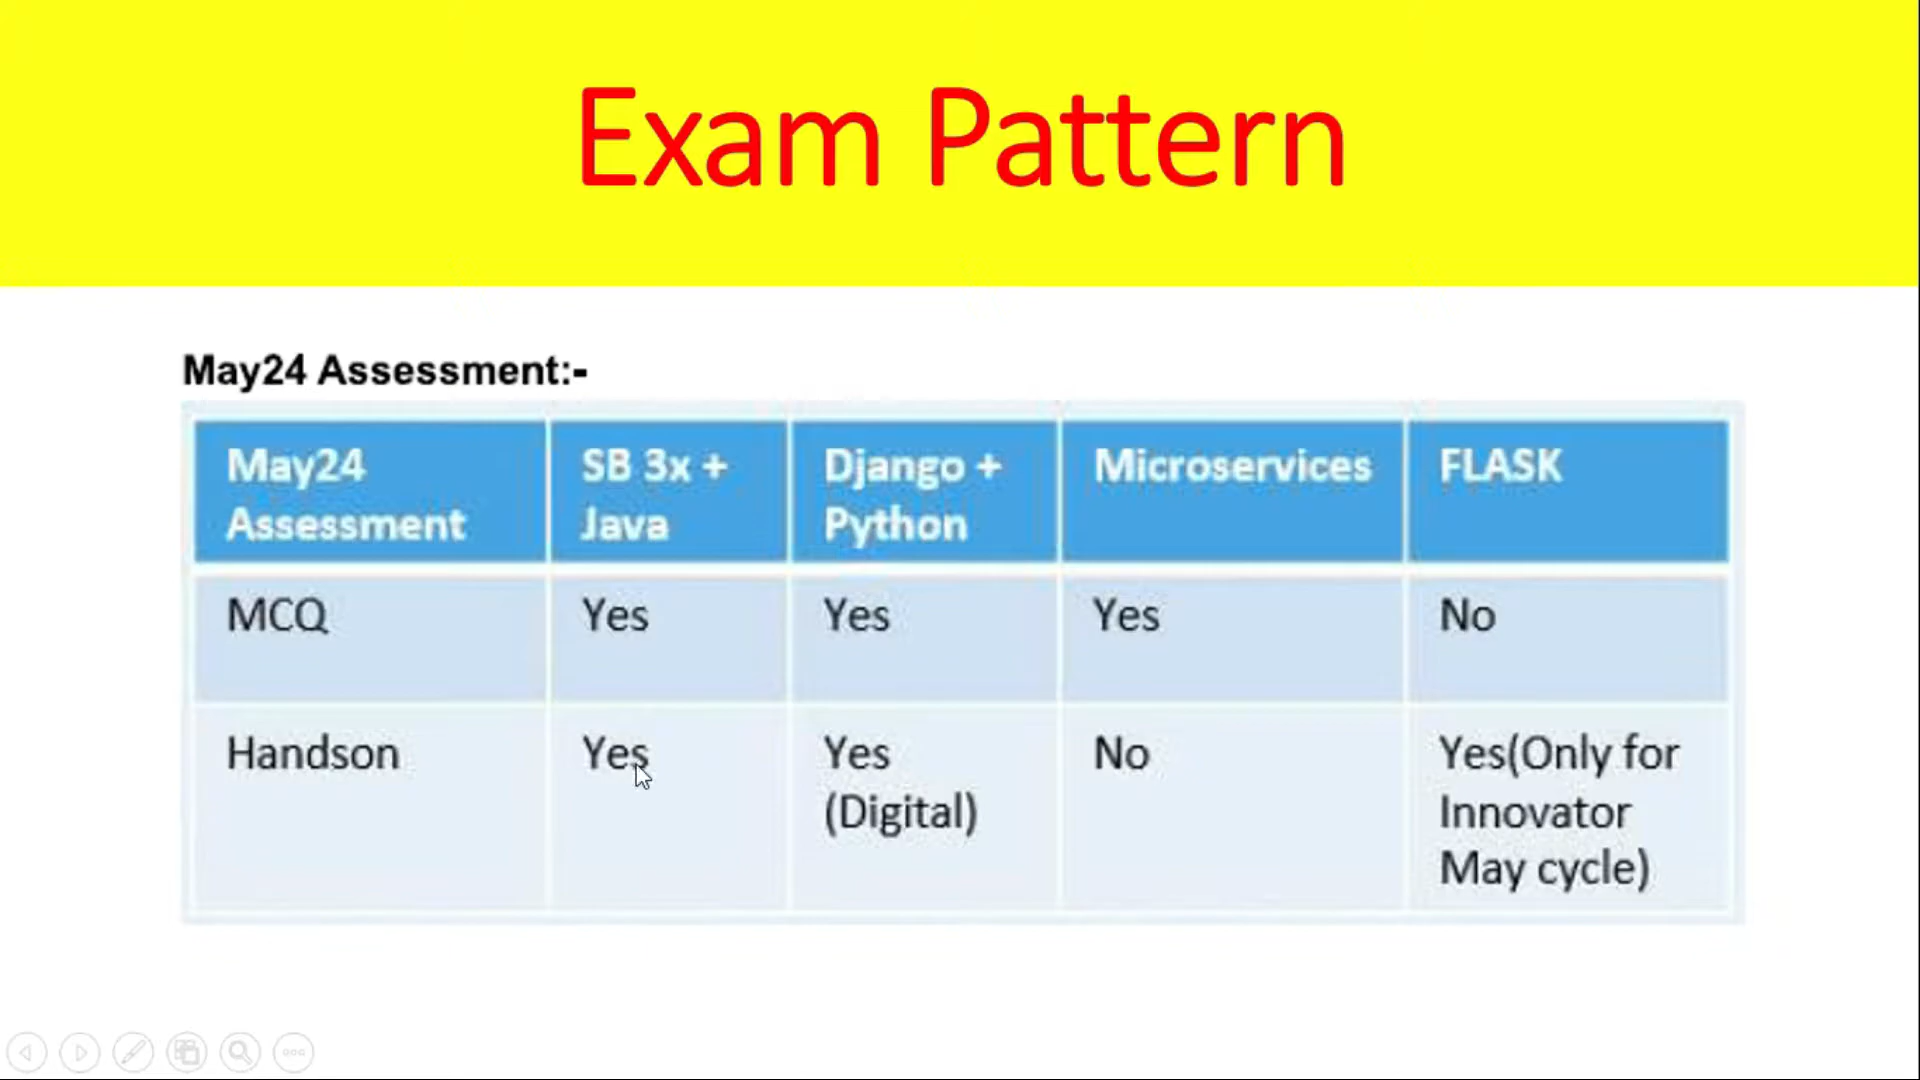 Exam Pattern
May24 Assessment:-
May24 Assessment
SB 3x + Java
Django + Python
Microservices
FLASK
MCQ
Yes
Yes
Yes
No
Handson
Yes
Yes (Digital)
No
Yes(Only for Innovator May cycle)